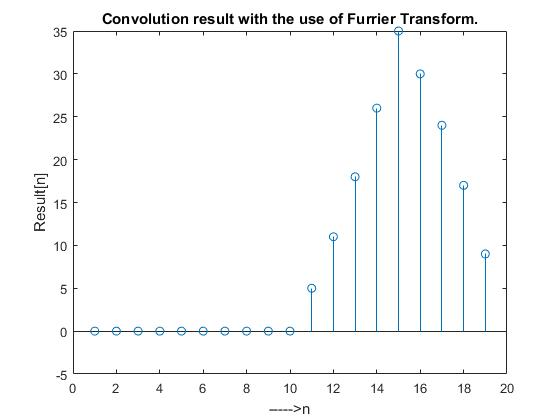 Convolution result with the use of Furrier Transform.
35
30
25
20
15
10
5
0
-5
Result[n]
0 2 4 6 8 10 12 14 16 18 20
----->n